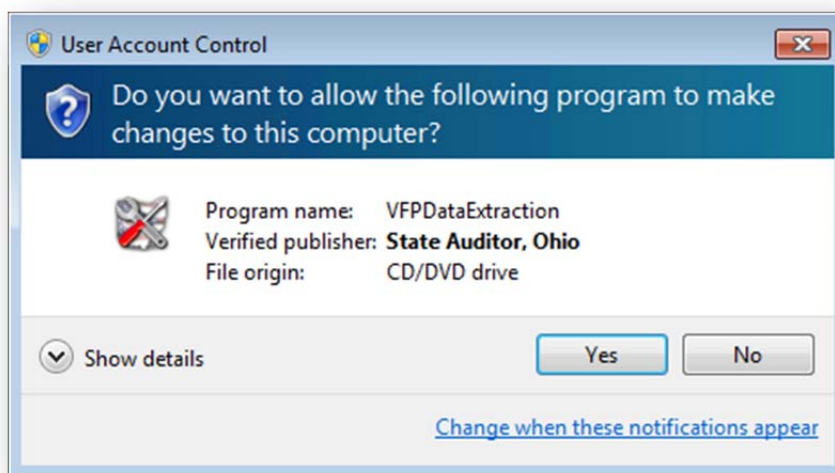 User Account Control
Do you want to allow the following program to make
changes to this computer?
Program name: VFPDataExtraction
Verified publisher: State Auditor, Ohio
File origin: CD/DVD drive
Show details
Yes
No
Change when these notifications appear